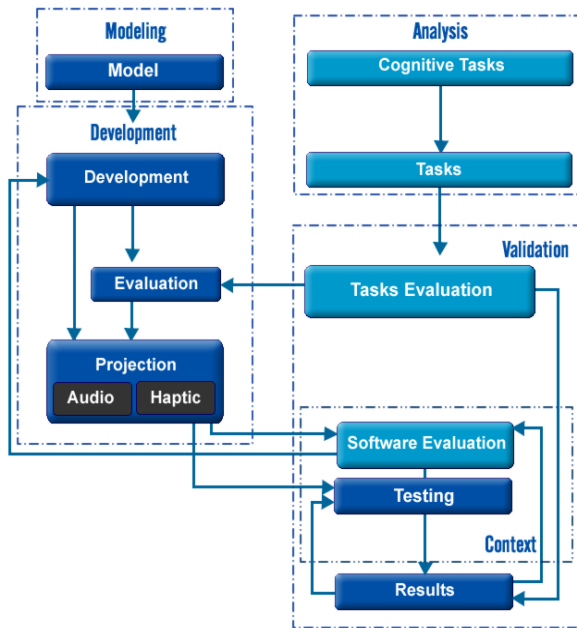 Modeling
Model
Development
Development
Evaluation
Projection
Audio
Haptic
Analysis
Cognitive Tasks
Tasks
Validation
Tasks Evaluation
Software Evaluation
Testing
Context
Results